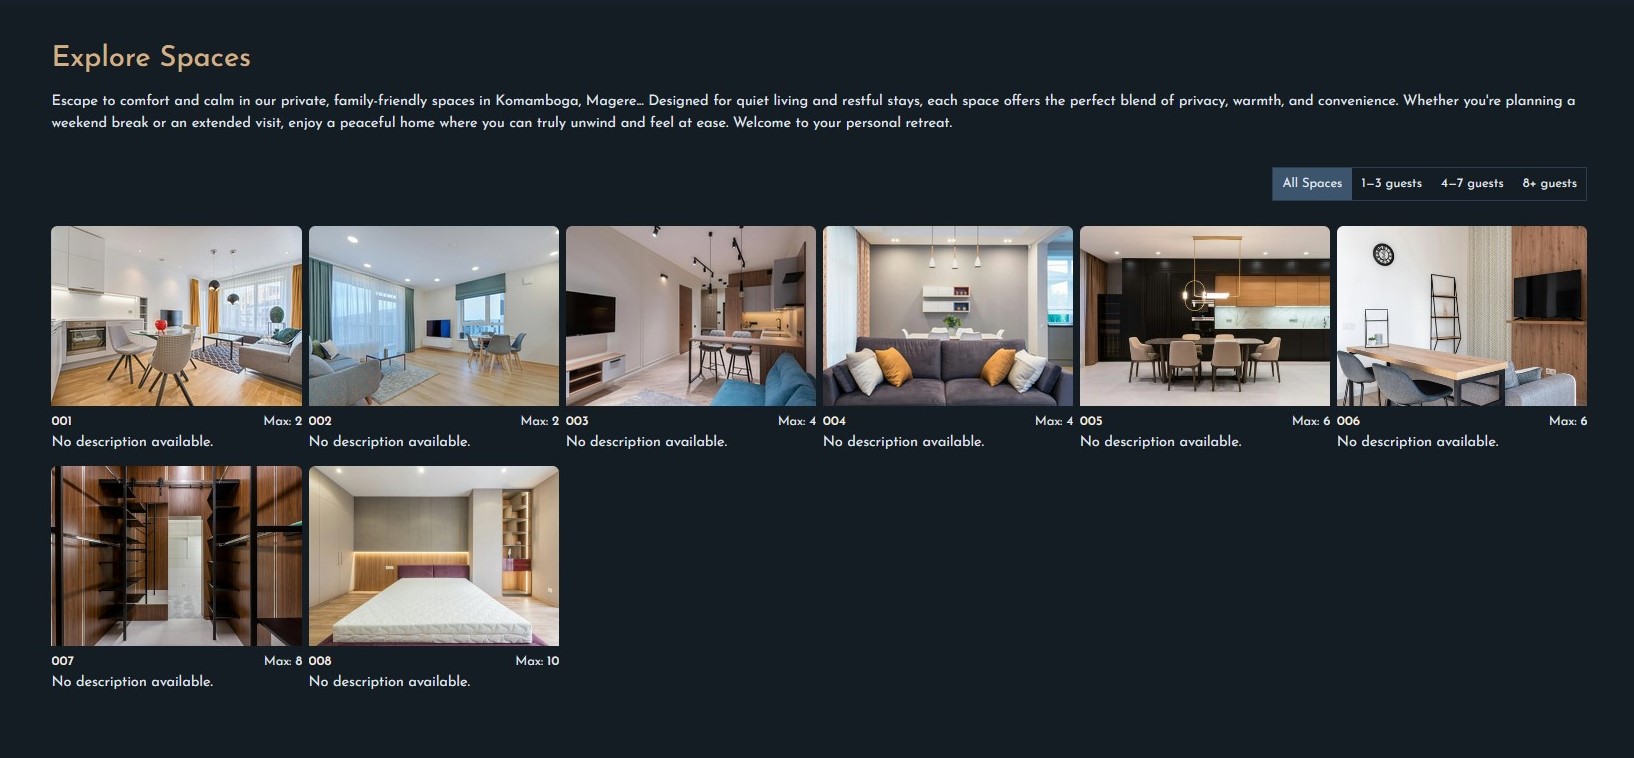 Explore Spaces
Escape to comfort and calm in our private, family-friendly spaces in Komamboga, Magere... Designed for quiet living and restful stays, each space offers the perfect blend of privacy, warmth, and convenience. Whether you're planning a
weekend break or an extended visit, enjoy a peaceful home where you can truly unwind and feel at ease. Welcome to your personal retreat.
All Spaces 1–3 guests 4–7 guests 8+ guests
001 Max: 2 002 Max: 2 003 Max: 4 004 Max: 4 005 Max: 6 006 Max: 6
No description available. No description available. No description available. No description available. No description available. No description available.
007 Max: 8 008 Max: 10
No description available. No description available.